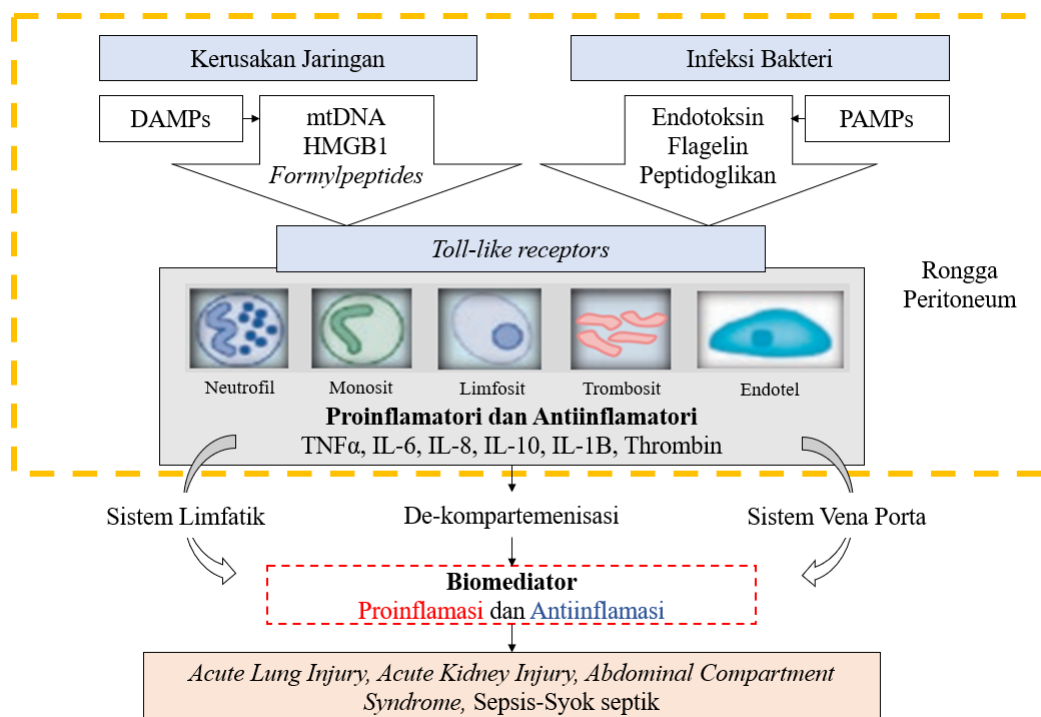 Kerusakan Jaringan
Infeksi Bakteri
DAMPs
mtDNA
HMGB1
Formylpeptides
Endotoksin
Flagelin
Peptidoglikan
PAMPs
Toll-like receptors
Rongga
Peritoneum
Neutrofil
Monosit
Limfosit
Trombosit
Endotel
Proinflamatori dan Antiinflamatori
TNFα, IL-6, IL-8, IL-10, IL-1B, Thrombin
Sistem Limfatik
De-kompartemenisasi
Sistem Vena Porta
Biomediator
Proinflamasi dan Antiinflamasi
Acute Lung Injury, Acute Kidney Injury, Abdominal Compartment
Syndrome, Sepsis-Syok septik